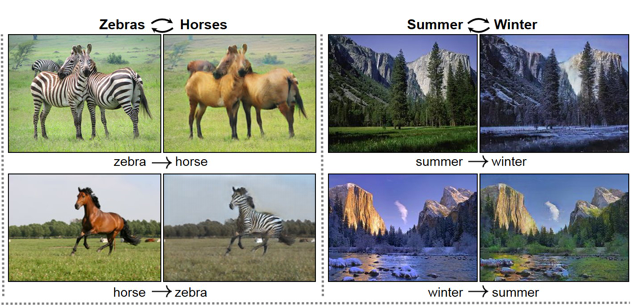 Zebras ⇄ Horses
zebra → horse
horse → zebra
Summer ⇄ Winter
summer → winter
winter → summer